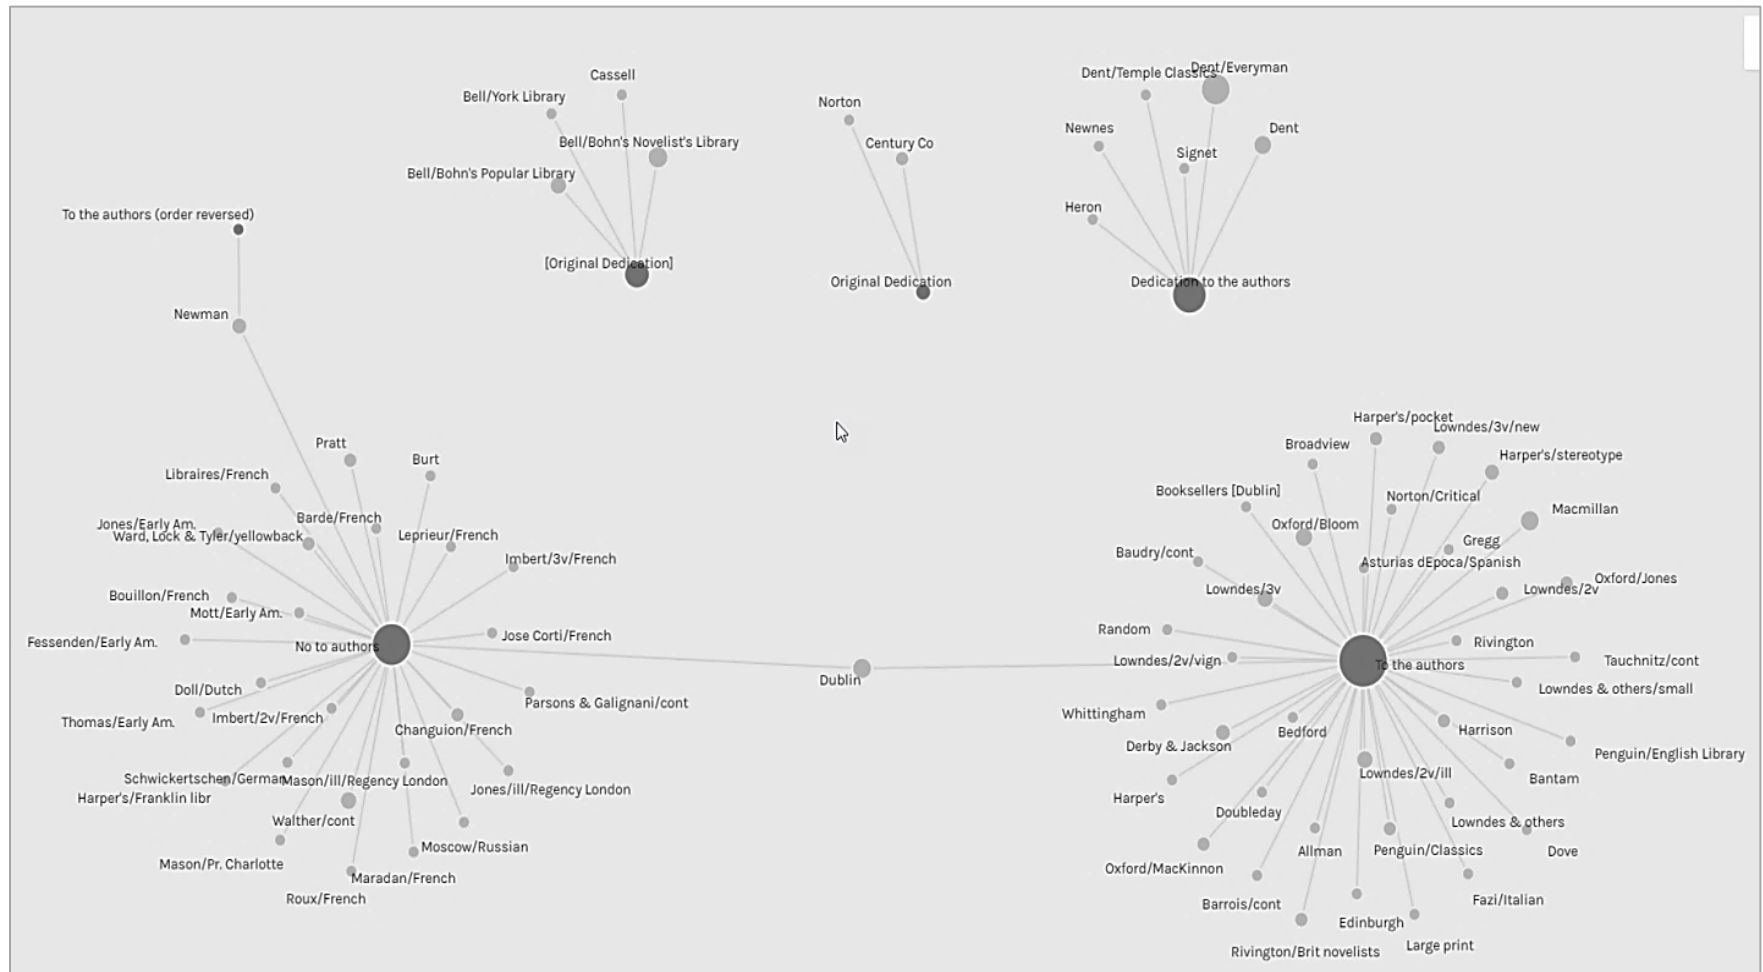 Cassell
Bell/York Library
Bell/Bohn's Novelist's Library
Bell/Bohn's Popular Library
[Original Dedication]
Norton
Century Co
Original Dedication
Dent/Temple Classics
Dent/Everyman
Newnes
Dent
Signet
Heron
Dedication to the authors
To the authors (order reversed)
Newman
Pratt
Burt
Libraires/French
Barde/French
Jones/Early Am.
Ward, Lock & Tyler/yellowback
Leprieur/French
Imbert/3v/French
Bouillon/French
Mott/Early Am.
Fessenden/Early Am.
No to authors
Jose Corti/French
Doll/Dutch
Thomas/Early Am.
Imbert/2v/French
Changuion/French
Parsons & Galignani/cont
Schwickertschen/German
Mason/ill/Regency London
Jones/ill/Regency London
Harper's/Franklin libr
Walther/cont
Moscow/Russian
Mason/Pr. Charlotte
Maradan/French
Roux/French
Dublin
Harper's/pocket
Lowndes/3v/new
Broadview
Harper's/stereotype
Booksellers [Dublin]
Norton/Critical
Macmillan
Oxford/Bloom
Gregg
Baudry/cont
Asturias dEpoca/Spanish
Oxford/Jones
Lowndes/3v
Lowndes/2v
Random
Rivington
Lowndes/2v/vign
To the authors
Tauchnitz/cont
Lowndes & others/small
Whittingham
Bedford
Harrison
Derby & Jackson
Penguin/English Library
Lowndes/2v/ill
Bantam
Harper's
Doubleday
Lowndes & others
Allman
Penguin/Classics
Dove
Oxford/MacKinnon
Barrois/cont
Fazi/Italian
Edinburgh
Rivington/Brit novelists
Large print